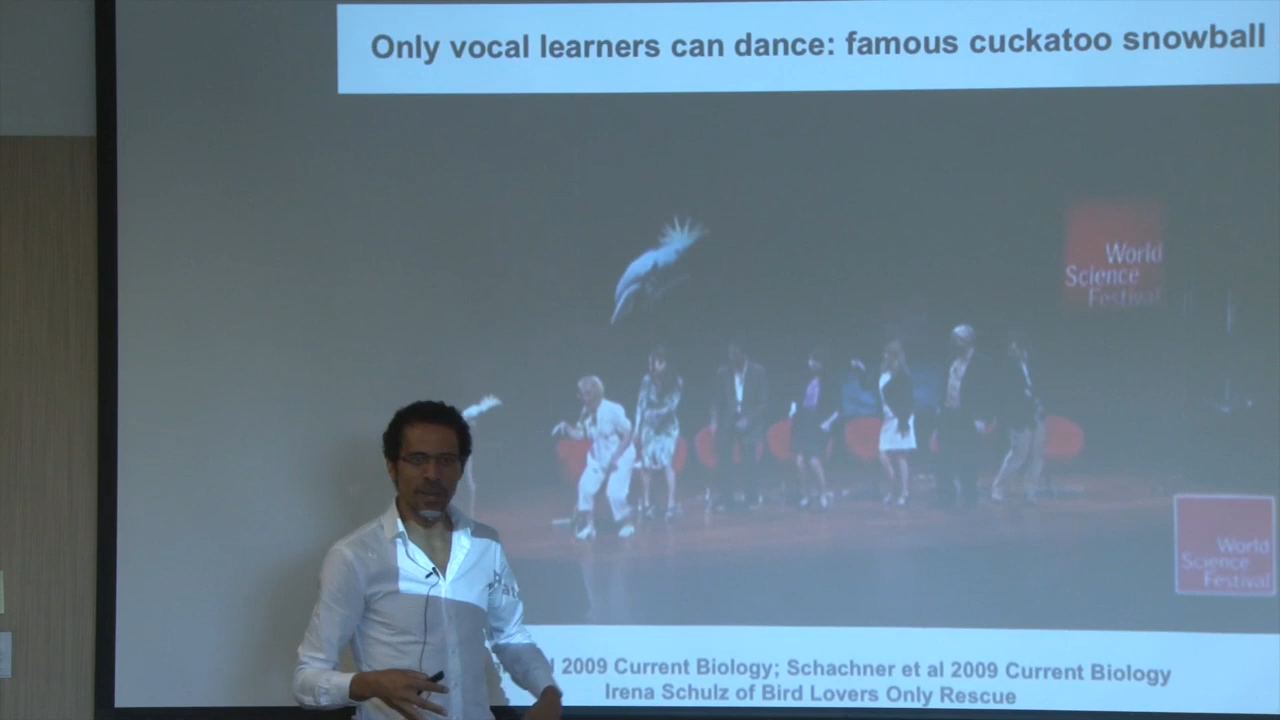 Only vocal learners can dance: famous cuckatoo snowball
World
Science
Festival
World
Science
Festival
2009 Current Biology; Schachner et al 2009 Current Biology
Irena Schulz of Bird Lovers Only Rescue